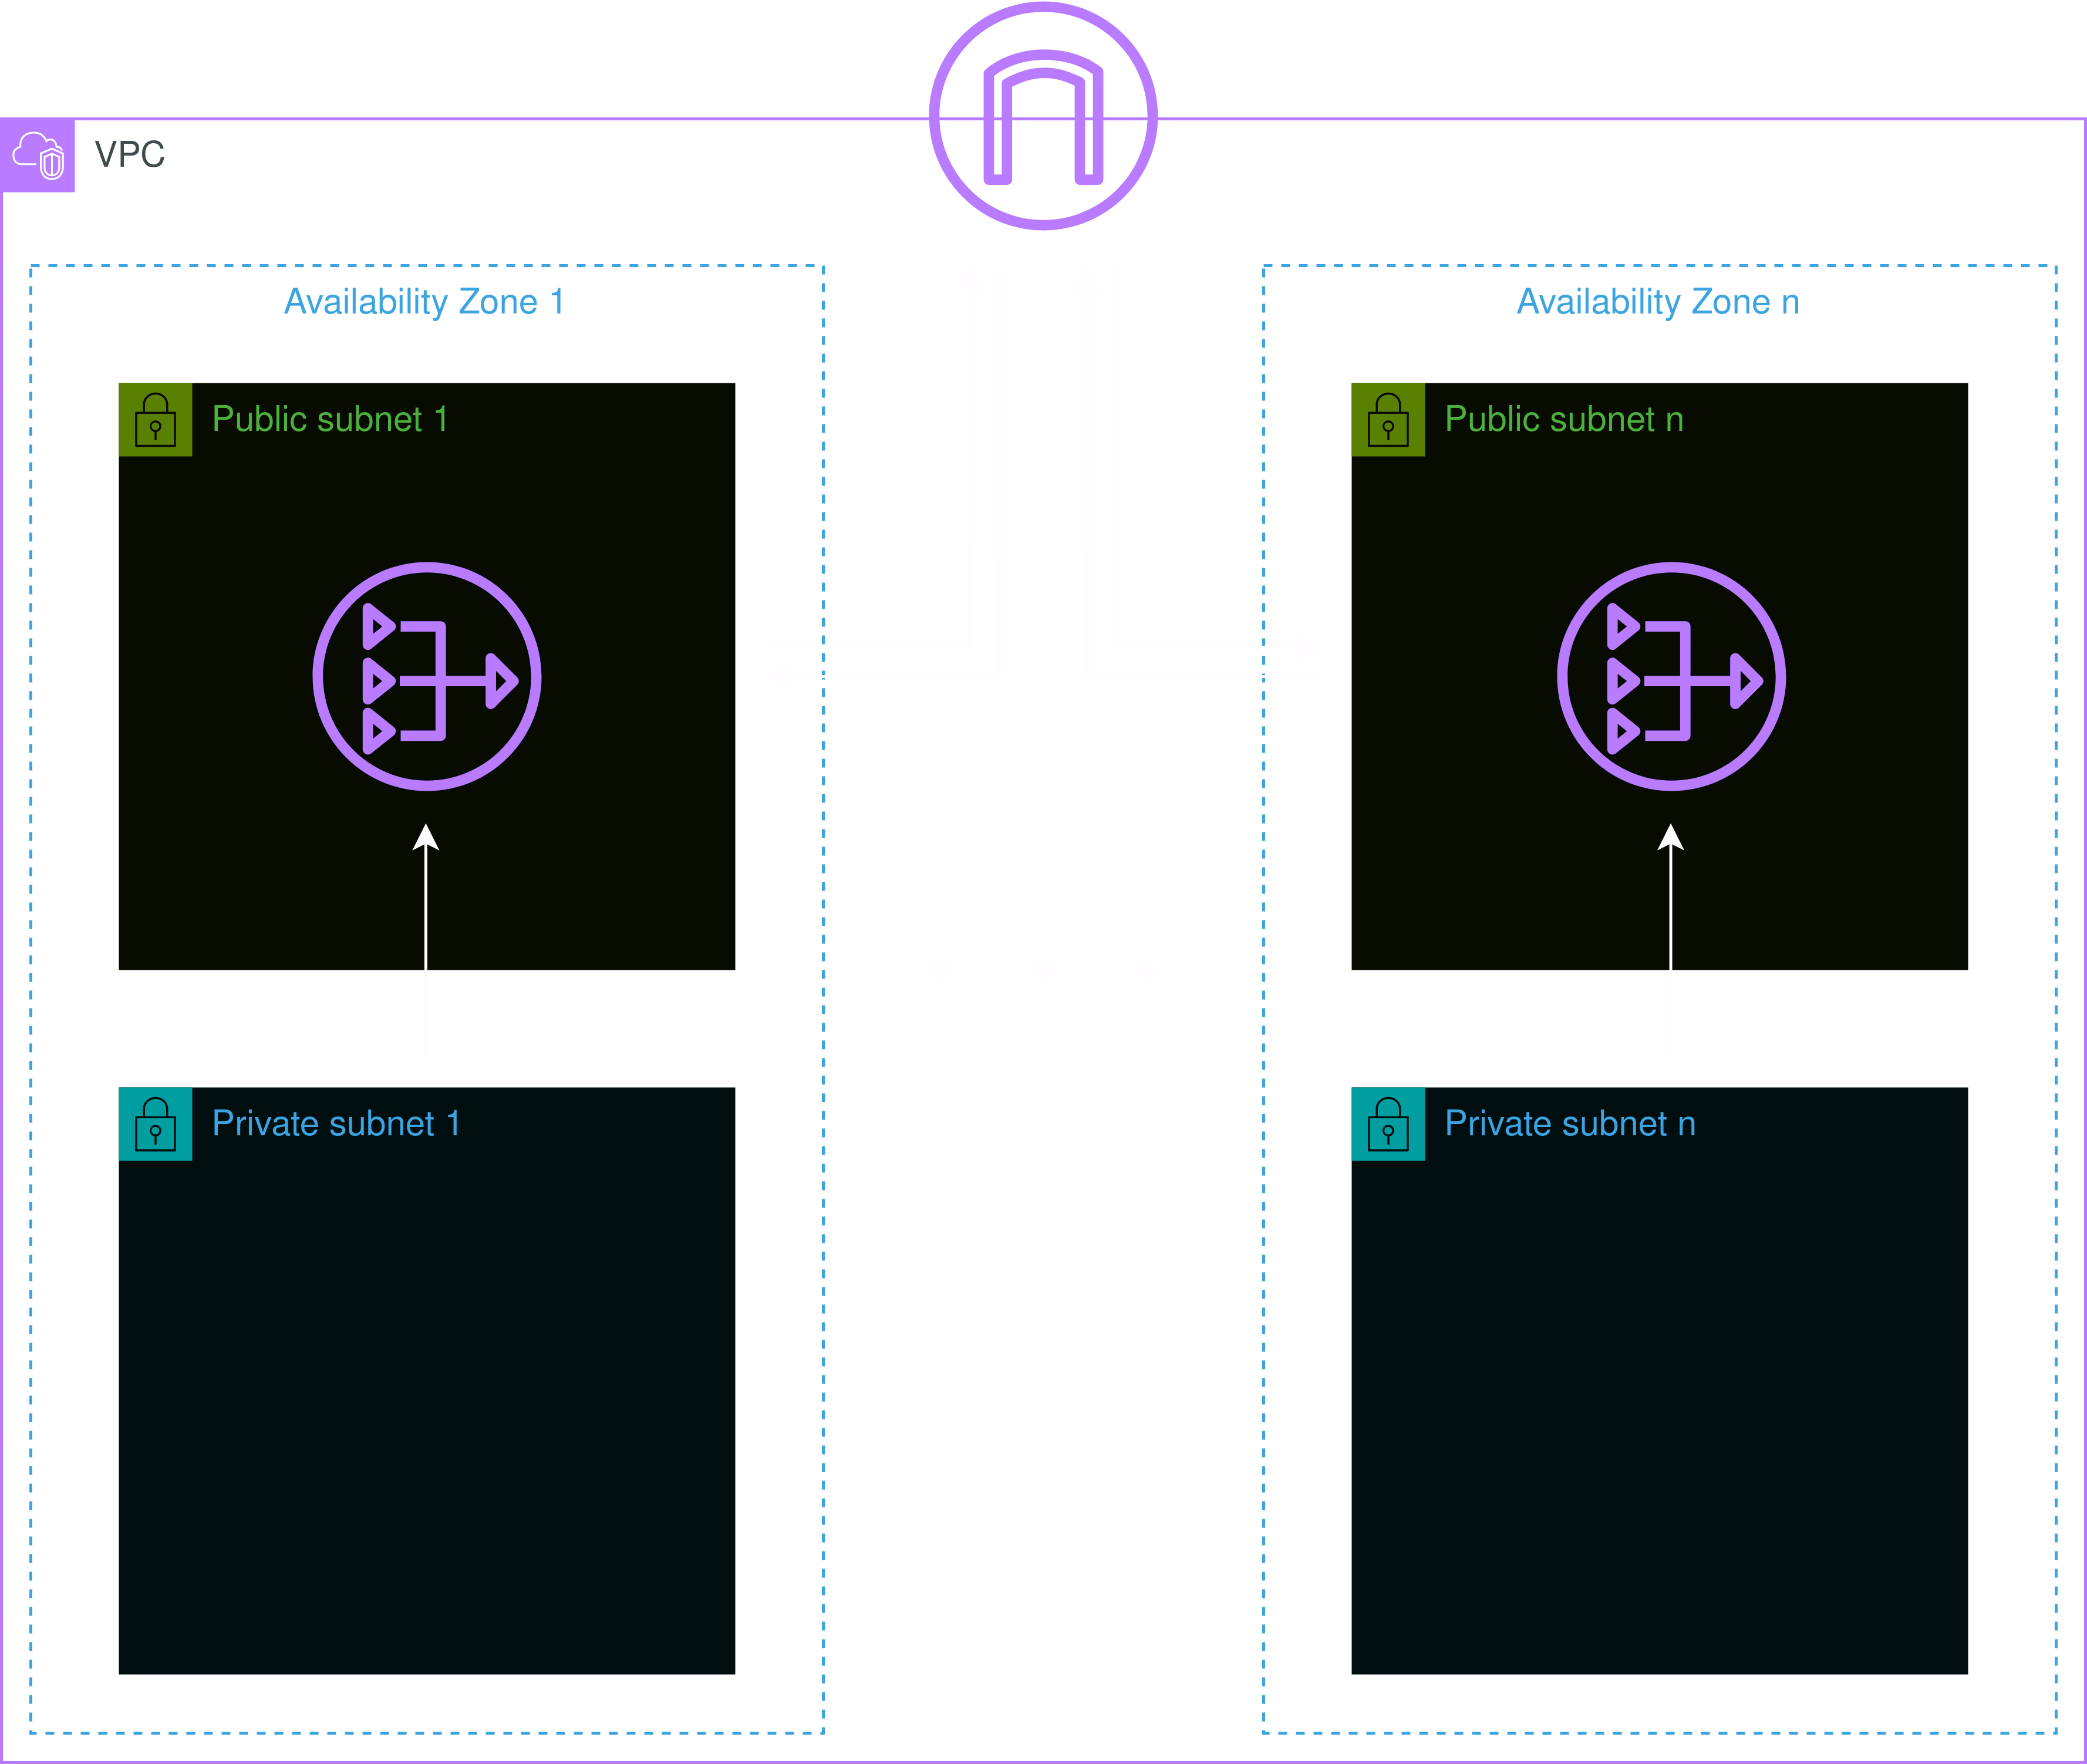 VPC
Availability Zone 1
Availability Zone n
Public subnet 1
Public subnet n
Private subnet 1
Private subnet n